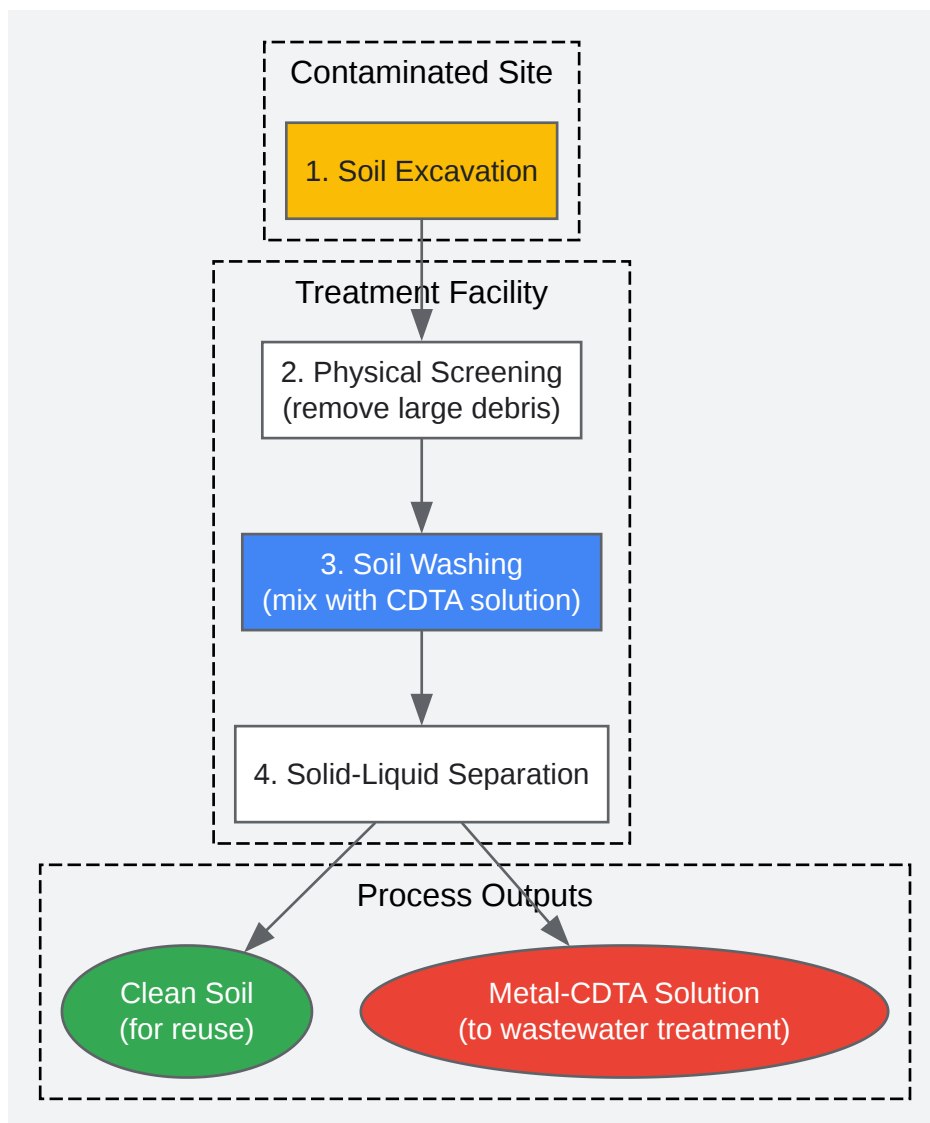 Contaminated Site
1. Soil Excavation
Treatment Facility
2. Physical Screening
(remove large debris)
3. Soil Washing
(mix with CDTA solution)
4. Solid-Liquid Separation
Process Outputs
Clean Soil
(for reuse)
Metal-CDTA Solution
(to wastewater treatment)